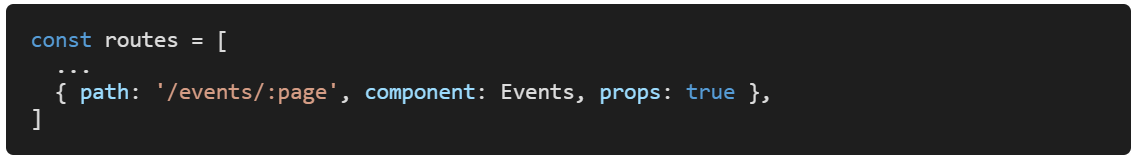 const routes = [
  ...
  { path: '/events/:page', component: Events, props: true },
]